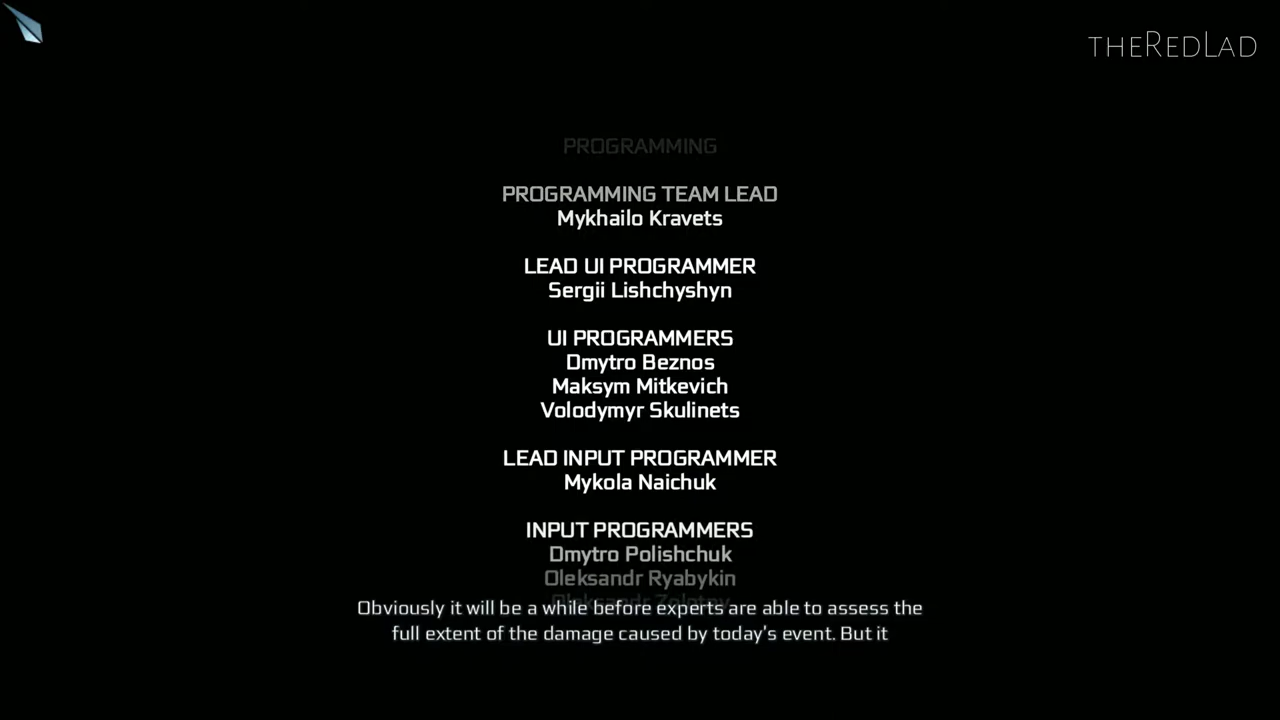 THEREDLAD
PROGRAMMING
PROGRAMMING TEAM LEAD
Mykhailo Kravets
LEAD UI PROGRAMMER
Sergii Lishchyshyn
UI PROGRAMMERS
Dmytro Beznos
Maksym Mitkevich
Volodymyr Skulinets
LEAD INPUT PROGRAMMER
Mykola Naichuk
INPUT PROGRAMMERS
Dmytro Polishchuk
Oleksandr Ryabykin
Oleksandr
Obviously it will be a while before experts are able to assess the
full extent of the damage caused by today's event. But it